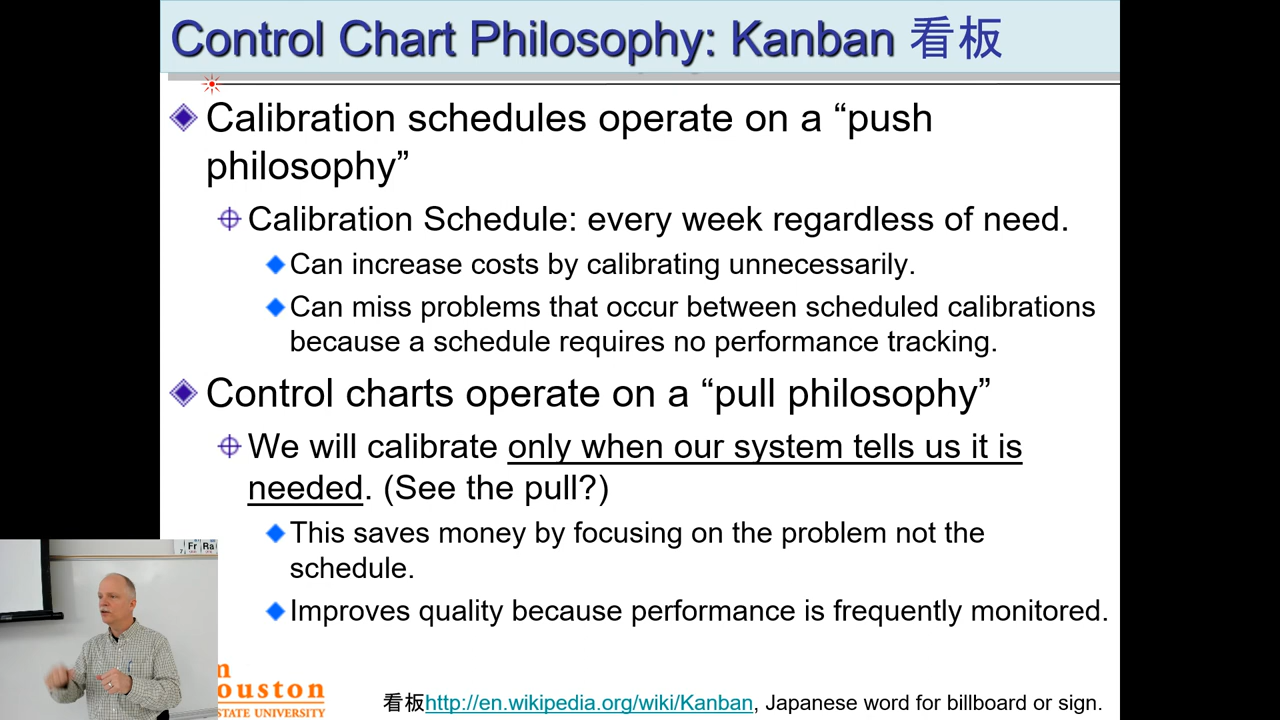 Control Chart Philosophy: Kanban 看板
Calibration schedules operate on a “push
philosophy”
Calibration Schedule: every week regardless of need.
Can increase costs by calibrating unnecessarily.
Can miss problems that occur between scheduled calibrations
because a schedule requires no performance tracking.
Control charts operate on a “pull philosophy”
We will calibrate only when our system tells us it is
needed. (See the pull?)
This saves money by focusing on the problem not the
schedule.
Improves quality because performance is frequently monitored.
Fr Ra
ouston
STATE UNIVERSITY
看板http://en.wikipedia.org/wiki/Kanban, Japanese word for billboard or sign.